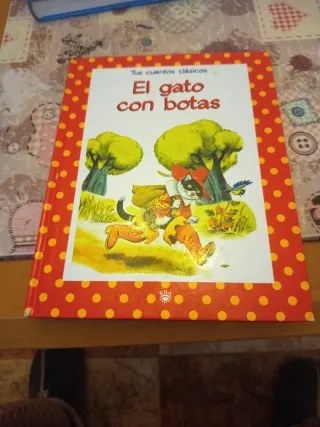 Tus cuentos clásicos
El gato
con botas